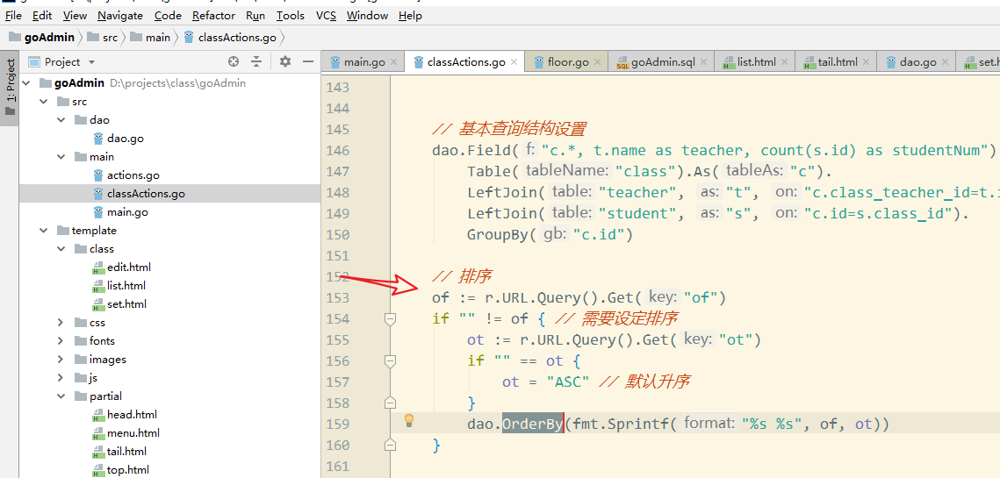 File Edit View Navigate Code Refactor Run Tools VCS Window Help
goAdmin src main classActions.go
1: Project
Project
main.go classActions.go floor.go goAdmin.sql list.html tail.html dao.go set.h
goAdmin D:\projects\class\goAdmin
src
dao
dao.go
main
actions.go
classActions.go
main.go
template
class
edit.html
list.html
set.html
css
fonts
images
js
partial
head.html
menu.html
tail.html
top.html
143
144
145 // 基本查询结构设置
146 dao.Field( f: "c.*, t.name as teacher, count(s.id) as studentNum")
147 Table( tableName: "class").As( tableAs: "c").
148 LeftJoin( table: "teacher", as: "t", on: "c.class_teacher_id=t.
149 LeftJoin( table: "student", as: "s", on: "c.id=s.class_id").
150 GroupBy( gb: "c.id")
151
152 // 排序
153 of := r.URL.Query().Get( key: "of")
154 if "" != of { // 需要设定排序
155 ot := r.URL.Query().Get( key: "ot")
156 if "" == ot {
157 ot = "ASC" // 默认升序
158 }
159 dao.OrderBy(fmt.Sprintf( format: "%s %s", of, ot))
160 }
161